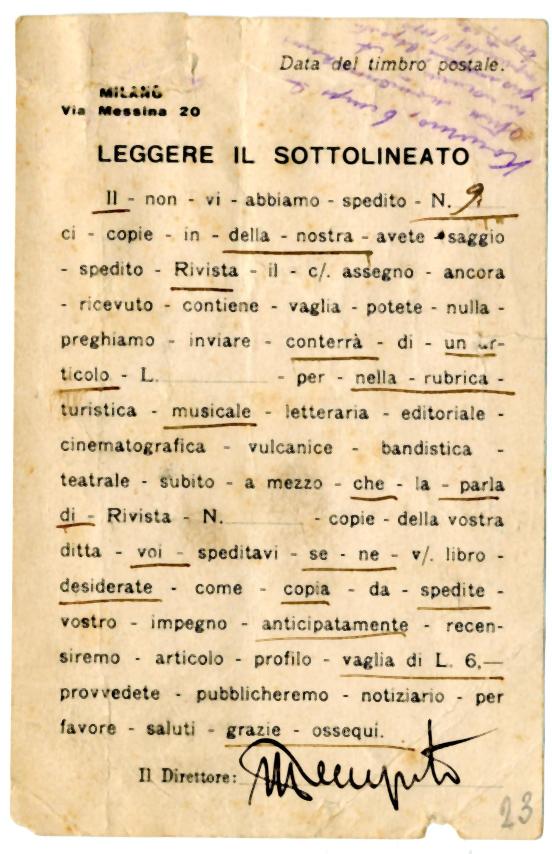 Data del timbro postale.
MILANO
Via Messina 20
LEGGERE IL SOTTOLINEATO
Il - non - vi - abbiamo - spedito - N. 9.
ci - copie - in - della - nostra - avete - saggio
- spedito - Rivista - il - c/. assegno - ancora
- ricevuto - contiene - vaglia - potete - nulla -
preghiamo - inviare - conterrà - di - un ar-
ticolo - L. - per - nella - rubrica -
turistica - musicale - letteraria - editoriale -
cinematografica - vulcanice - bandistica -
teatrale - subito - a mezzo - che - la - parla
di - Rivista - N. - copie - della vostra
ditta - voi - speditavi - se - ne - v/. libro -
desiderate - come - copia - da - spedite -
vostro - impegno - anticipatamente - recen-
siremo - articolo - profilo - vaglia di L. 6,—
provvedete - pubblicheremo - notiziario - per
favore - saluti - grazie - ossequi.
Il Direttore:
23